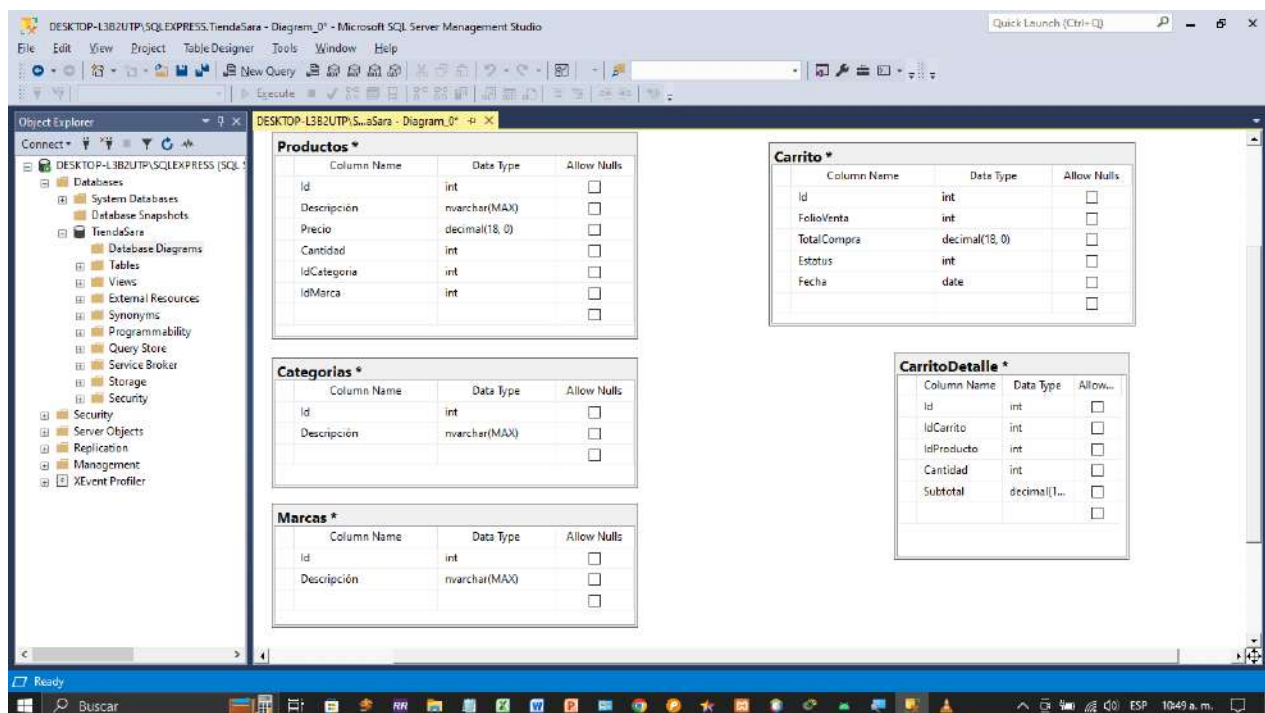 DESKTOP-L3B2UTP\SQLEXPRESS.TiendaSara - Diagram_0* - Microsoft SQL Server Management Studio
Quick Launch (Ctrl+Q)
File Edit View Project Table Designer Tools Window Help
New Query
Execute
Object Explorer
Connect
DESKTOP-L3B2UTP\SQLEXPRESS (SQL S
Databases
System Databases
Database Snapshots
TiendaSara
Database Diagrams
Tables
Views
External Resources
Synonyms
Programmability
Query Store
Service Broker
Storage
Security
Security
Server Objects
Replication
Management
XEvent Profiler
DESKTOP-L3B2UTP\S...aSara - Diagram_0*
Productos *
Column Name Data Type Allow Nulls
Id int
Descripción nvarchar(MAX)
Precio decimal(18, 0)
Cantidad int
IdCategoria int
IdMarca int
Categorias *
Column Name Data Type Allow Nulls
Id int
Descripción nvarchar(MAX)
Marcas *
Column Name Data Type Allow Nulls
Id int
Descripción nvarchar(MAX)
Carrito *
Column Name Data Type Allow Nulls
Id int
FolioVenta int
TotalCompra decimal(18, 0)
Estatus int
Fecha date
CarritoDetalle *
Column Name Data Type Allow...
Id int
IdCarrito int
IdProducto int
Cantidad int
Subtotal decimal(1...
Ready
Buscar
RR
ESP 10:49 a. m.